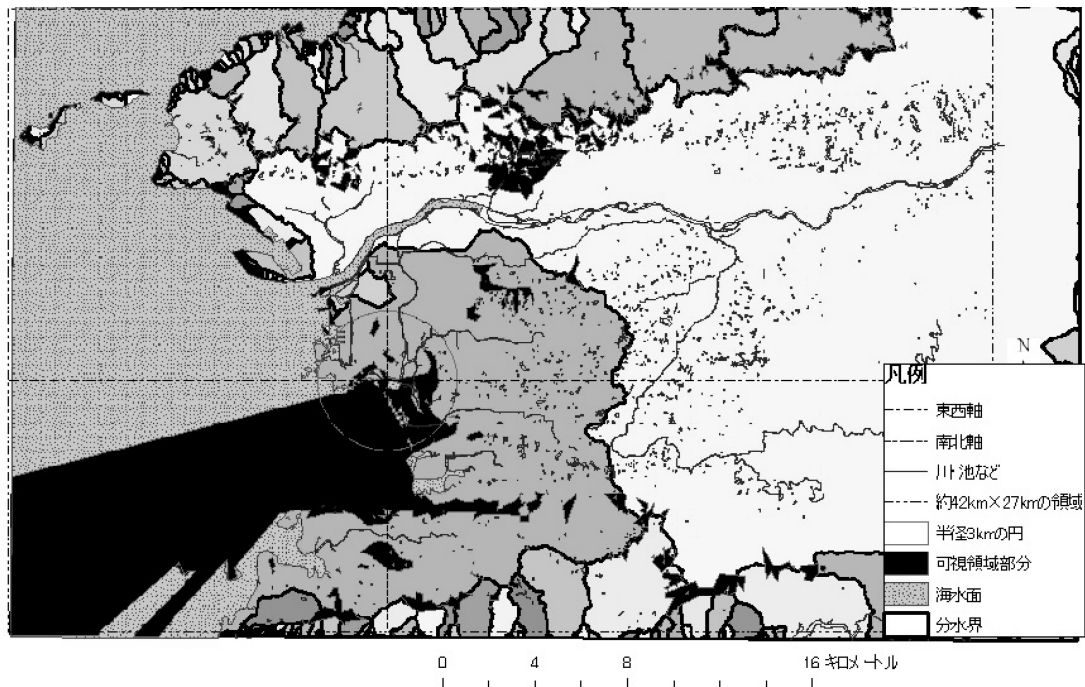 N
凡例
東西軸
南北軸
川・池など
約42km×27kmの領域
半径3kmの円
可視領域部分
海水面
分水界
0 4 8 16 キロメートル